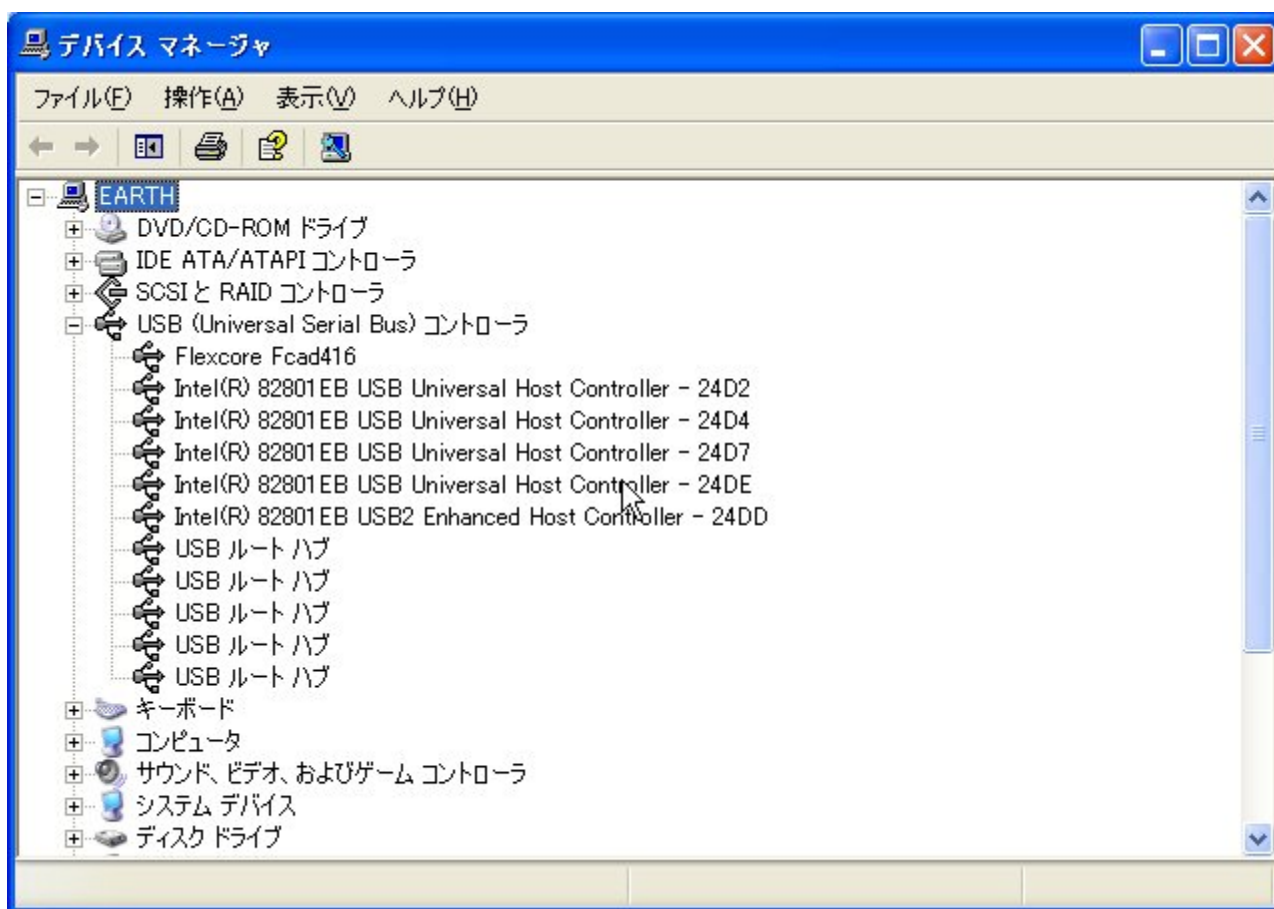 デバイス マネージャ
ファイル(F) 操作(A) 表示(V) ヘルプ(H)
EARTH
DVD/CD-ROM ドライブ
IDE ATA/ATAPI コントローラ
SCSI と RAID コントローラ
USB (Universal Serial Bus) コントローラ
Flexcore Fcad416
Intel(R) 82801EB USB Universal Host Controller - 24D2
Intel(R) 82801EB USB Universal Host Controller - 24D4
Intel(R) 82801EB USB Universal Host Controller - 24D7
Intel(R) 82801EB USB Universal Host Controller - 24DE
Intel(R) 82801EB USB2 Enhanced Host Controller - 24DD
USB ルート ハブ
USB ルート ハブ
USB ルート ハブ
USB ルート ハブ
USB ルート ハブ
キーボード
コンピュータ
サウンド、ビデオ、およびゲーム コントローラ
システム デバイス
ディスク ドライブ